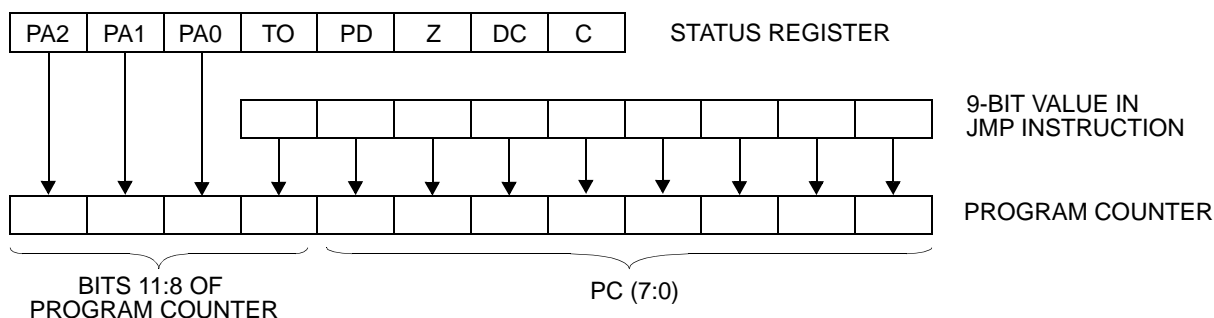 PA2 PA1 PA0 TO PD Z DC C STATUS REGISTER
9-BIT VALUE IN
JMP INSTRUCTION
PROGRAM COUNTER
BITS 11:8 OF
PROGRAM COUNTER
PC (7:0)